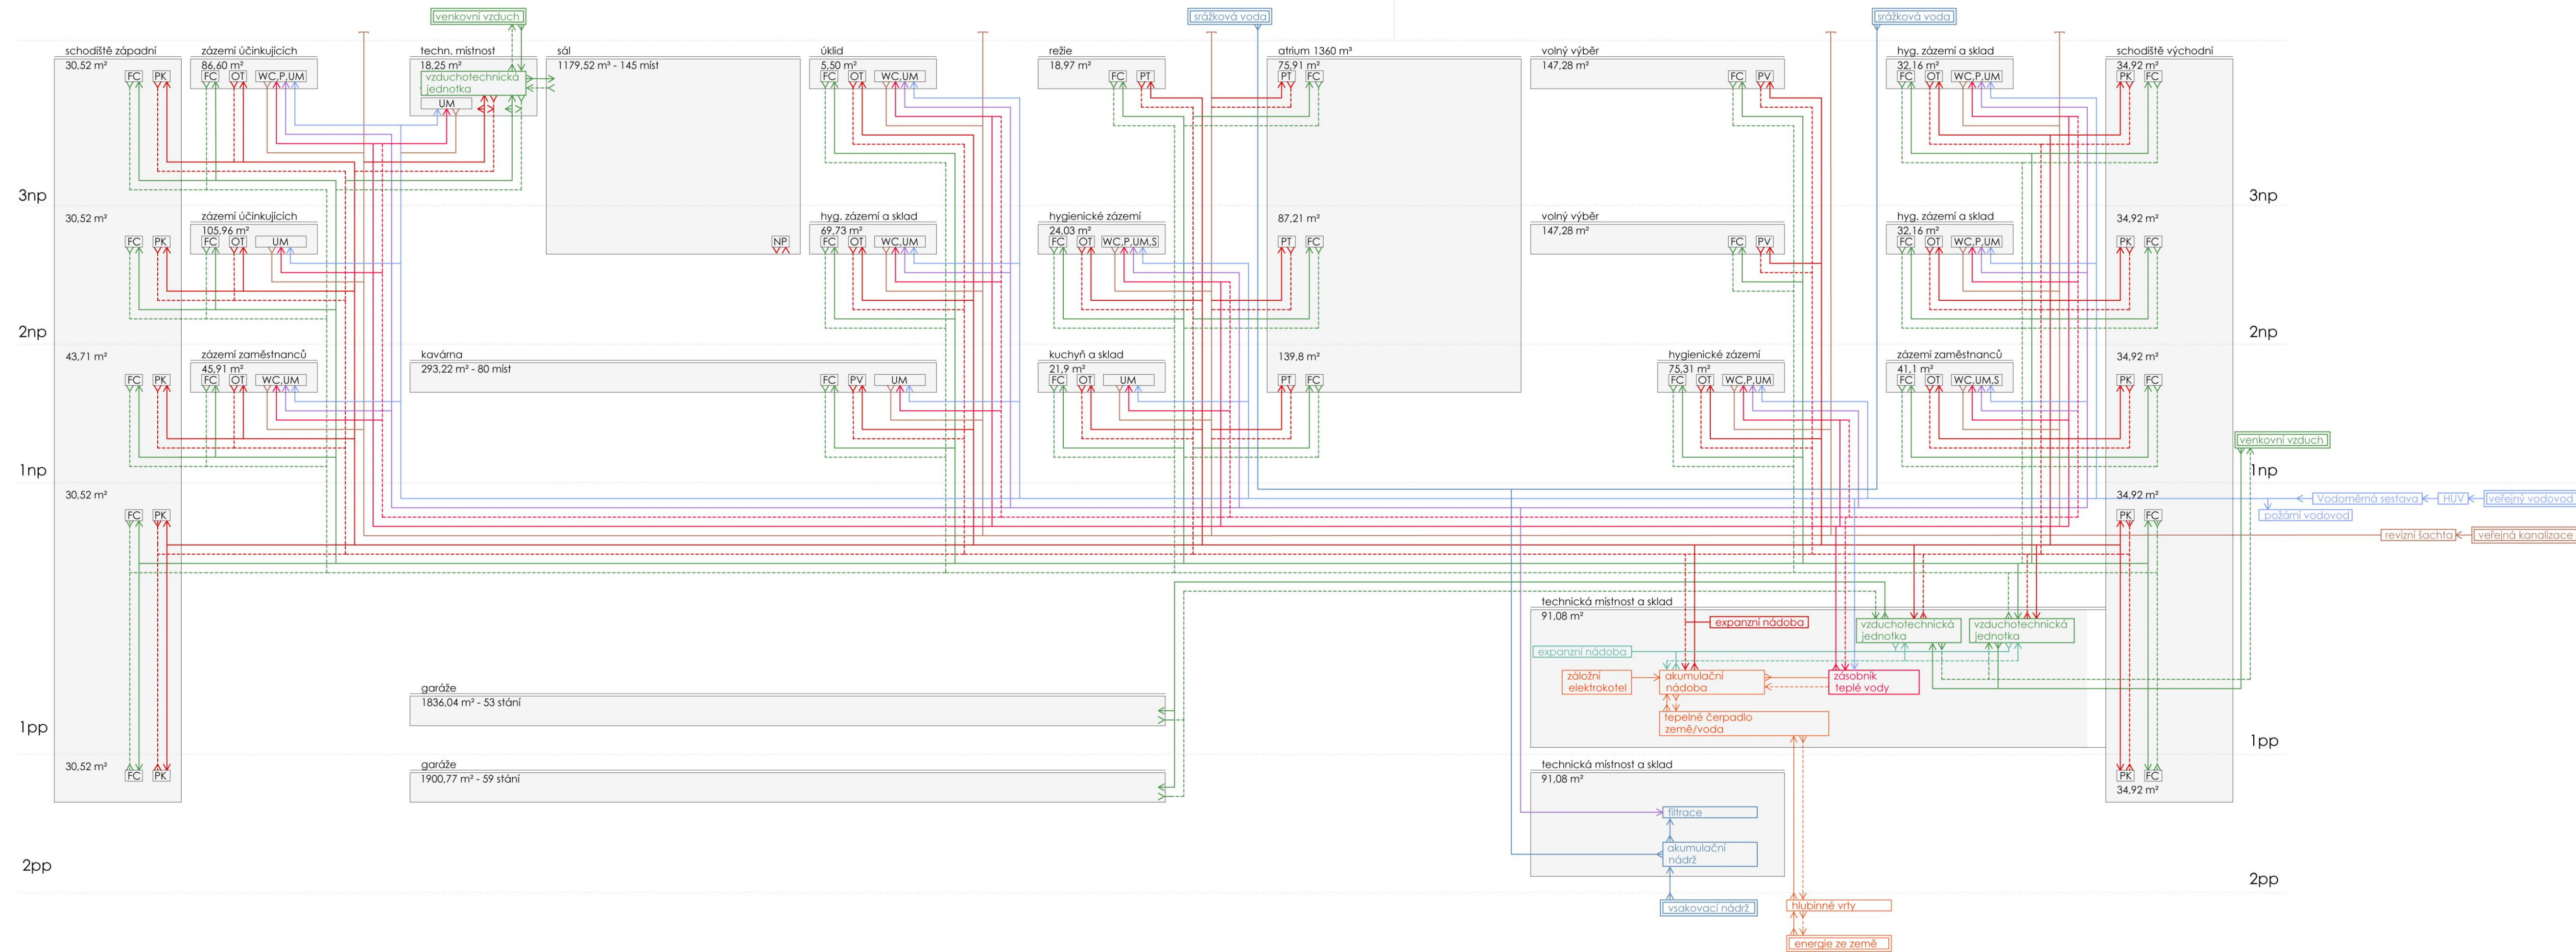 venkovní vzduch
srážková voda
srážková voda
schodiště západní
30,52 m²
FC
PK
zázemí účinkujících
86,60 m²
FC
OT
WC,P,UM
techn. místnost
18,25 m²
vzduchotechnická
jednotka
UM
sál
1179,52 m³ - 145 míst
úklid
5,50 m²
FC
OT
WC,UM
režie
18,97 m²
FC
PT
atrium 1360 m³
75,91 m²
PT
FC
volný výběr
147,28 m²
FC
PV
hyg. zázemí a sklad
32,16 m²
FC
OT
WC,P,UM
schodiště východní
34,92 m²
PK
FC
3np
3np
30,52 m²
FC
PK
zázemí účinkujících
105,96 m²
FC
OT
UM
NP
hyg. zázemí a sklad
69,73 m²
FC
OT
WC,UM
hygienické zázemí
24,03 m²
FC
OT
WC,P,UM,S
87,21 m²
PT
FC
volný výběr
147,28 m²
FC
PV
hyg. zázemí a sklad
32,16 m²
FC
OT
WC,P,UM
34,92 m²
PK
FC
2np
2np
43,71 m²
FC
PK
zázemí zaměstnanců
45,91 m²
FC
OT
WC,UM
kavárna
293,22 m² - 80 míst
FC
PV
UM
kuchyň a sklad
21,9 m²
FC
OT
UM
139,8 m²
PT
FC
hygienické zázemí
75,31 m²
FC
OT
WC,P,UM
zázemí zaměstnanců
41,1 m²
FC
OT
WC,UM,S
34,92 m²
PK
FC
venkovní vzduch
1np
1np
30,52 m²
FC
PK
34,92 m²
PK
FC
Vodoměrná sestava
HUV
veřejný vodovod
požární vodovod
revizní šachta
veřejná kanalizace
technická místnost a sklad
91,08 m²
expanzní nádoba
vzduchotechnická
jednotka
vzduchotechnická
jednotka
expanzní nádoba
záložní
elektrokotel
akumulační
nádoba
zásobník
teplé vody
tepelné čerpadlo
země/voda
garáže
1836,04 m² - 53 stání
1pp
1pp
30,52 m²
FC
PK
garáže
1900,77 m² - 59 stání
technická místnost a sklad
91,08 m²
PK
FC
34,92 m²
filtrace
akumulační
nádrž
2pp
2pp
vsakovací nádrž
hlubinné vrty
energie ze země